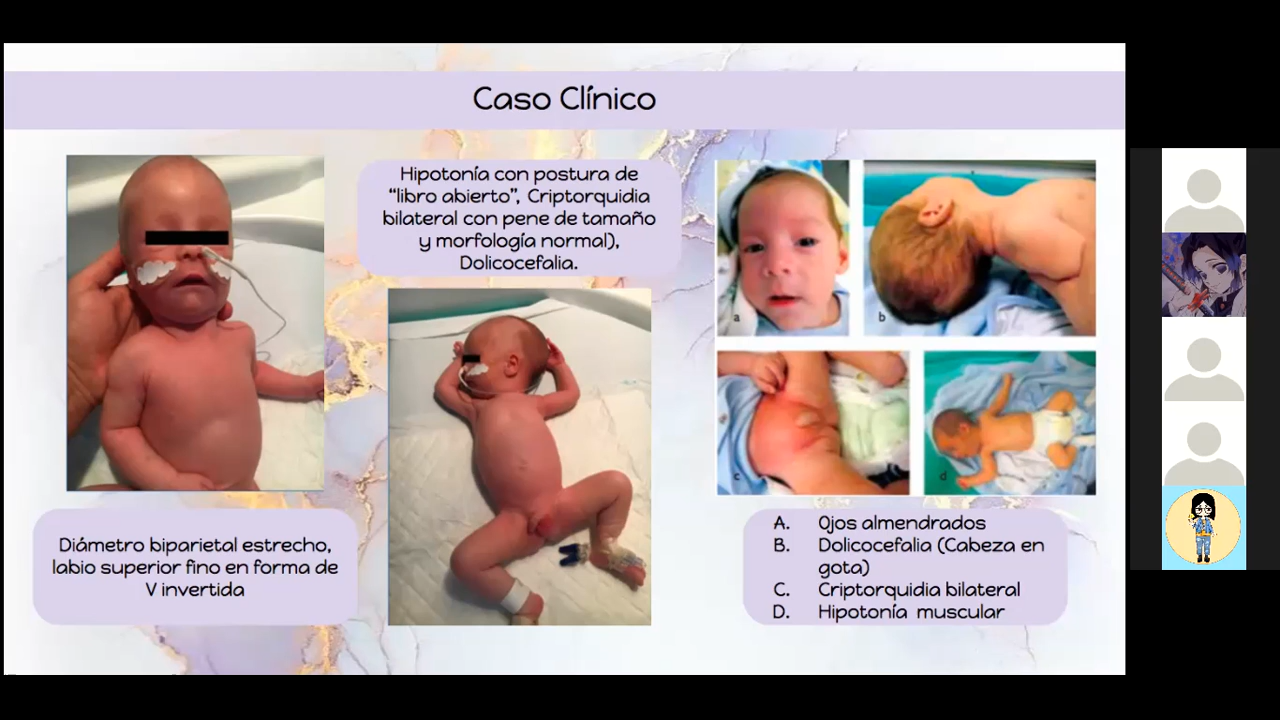 Caso Clínico
Hipotonía con postura de
“libro abierto”, Criptorquidia
bilateral con pene de tamaño
y morfología normal),
Dolicocefalia.
Diámetro biparietal estrecho,
labio superior fino en forma de
V invertida
a
b
c
d
A. Ojos almendrados
B. Dolicocefalia (Cabeza en
gota)
C. Criptorquidia bilateral
D. Hipotonía muscular